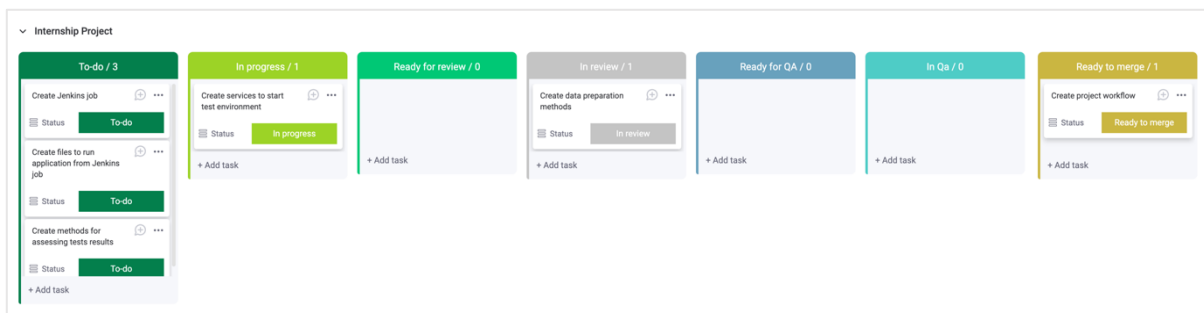 Internship Project
To-do / 3
Create Jenkins job
Status
To-do
Create files to run
application from Jenkins
job
Status
To-do
Create methods for
assessing tests results
Status
To-do
+ Add task
In progress / 1
Create services to start
test environment
Status
In progress
+ Add task
Ready for review / 0
+ Add task
In review / 1
Create data preparation
methods
Status
In review
+ Add task
Ready for QA / 0
+ Add task
In Qa / 0
+ Add task
Ready to merge / 1
Create project workflow
Status
Ready to merge
+ Add task